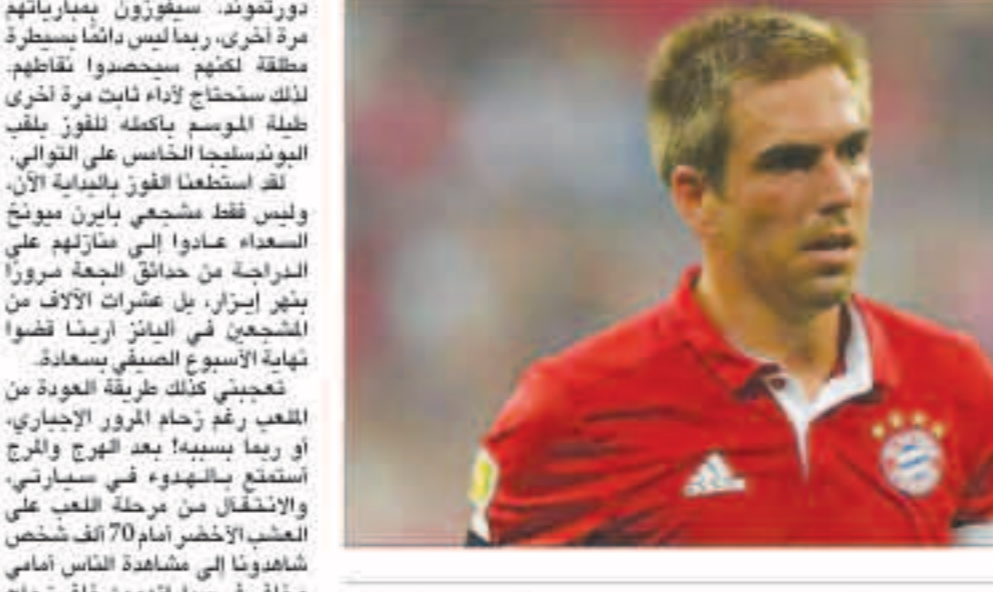 دورتموند. سيفوزون بمبارياتهم
مرة أخرى، ربما ليس دائمًا بسيطرة
مطلقة لكنهم سيحصدوا نقاطهم.
لذلك سنحتاج لأداء ثابت مرة أخرى
طيلة الموسم بأكمله للفوز بلقب
البوندسليجا الخامس على التوالي.
لقد استطعنا الفوز بالبداية الآن،
وليس فقط مشجعي بايرن ميونخ
السعداء عادوا إلى منازلهم على
الدراجة من حدائق الجعة مرورًا
بنهر إيزار، بل عشرات الآلاف من
المشجعين في أليانز ارينا قضوا
نهاية الأسبوع الصيفي بسعادة.
تعجبني كذلك طريقة العودة من
الملعب رغم زحام المرور الإجباري،
أو ربما بسببه! بعد الهرج والمرج
أستمتع بالهدوء في سيارتي،
والانتقال من مرحلة اللعب على
العشب الأخضر أمام 70 ألف شخص
شاهدونا إلى مشاهدة الناس أمامي